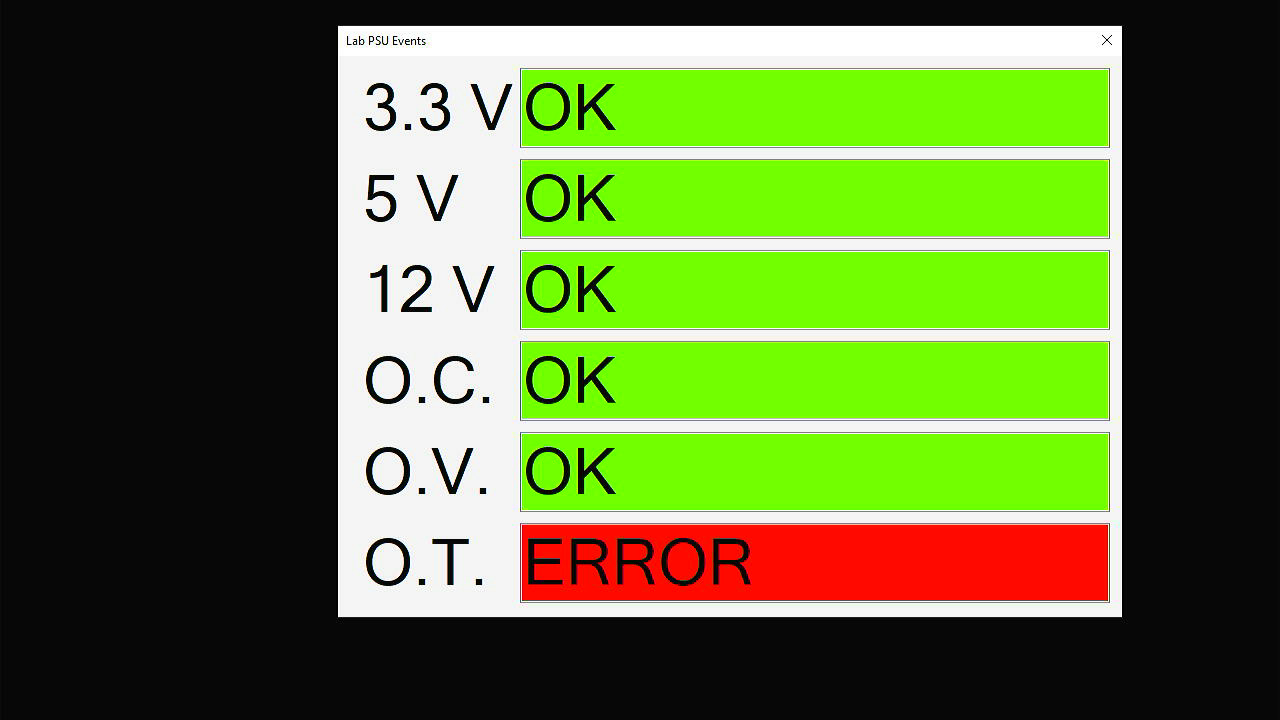 Lab PSU Events
3.3 V OK
5 V OK
12 V OK
O.C. OK
O.V. OK
O.T. ERROR